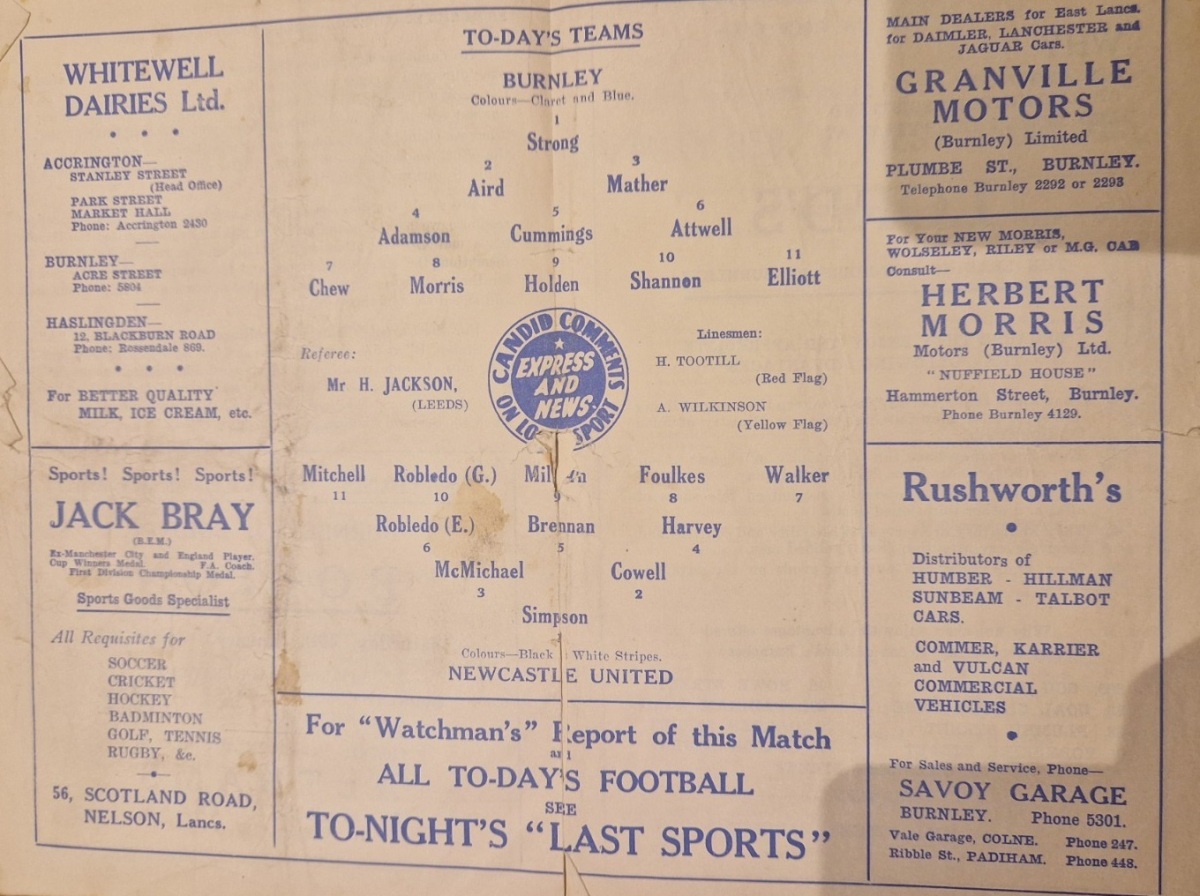 WHITEWELL
DAIRIES Ltd.
ACCRINGTON—
STANLEY STREET
(Head Office)
PARK STREET
MARKET HALL
Phone: Accrington 2430
BURNLEY—
ACRE STREET
Phone: 5804
HASLINGDEN—
12, BLACKBURN ROAD
Phone: Rossendale 869.
For BETTER QUALITY
MILK, ICE CREAM, etc.
Sports! Sports! Sports!
JACK BRAY
(B.E.M.)
Ex-Manchester City and England Player.
Cup Winners Medal. F.A. Coach.
First Division Championship Medal.
Sports Goods Specialist
All Requisites for
SOCCER
CRICKET
HOCKEY
BADMINTON
GOLF, TENNIS
RUGBY, &c.
56, SCOTLAND ROAD,
NELSON, Lancs.
TO-DAY'S TEAMS
BURNLEY
Colours—Claret and Blue.
1
Strong
2 3
Aird Mather
4 5 6
Adamson Cummings Attwell
7 8 9 10 11
Chew Morris Holden Shannon Elliott
Referee:
Mr H. JACKSON,
(LEEDS)
CANDID COMMENTS
EXPRESS
AND
NEWS
ON LO SPORT
Linesmen:
H. TOOTILL
(Red Flag)
A. WILKINSON
(Yellow Flag)
Mitchell Robledo (G.) Foulkes Walker
11 10 9 8 7
Robledo (E.) Brennan Harvey
6 5 4
McMichael Cowell
3 2
Simpson
Colours—Black White Stripes.
NEWCASTLE UNITED
For "Watchman's" Report of this Match
and
ALL TO-DAY'S FOOTBALL
SEE
TO-NIGHT'S "LAST SPORTS"
MAIN DEALERS for East Lancs.
for DAIMLER, LANCHESTER and
JAGUAR Cars.
GRANVILLE
MOTORS
(Burnley) Limited
PLUMBE ST., BURNLEY.
Telephone Burnley 2292 or 2293
For Your NEW MORRIS,
WOLSELEY, RILEY or M.G. CAR
Consult—
HERBERT
MORRIS
Motors (Burnley) Ltd.
"NUFFIELD HOUSE"
Hammerton Street, Burnley.
Phone Burnley 4129.
Rushworth's
Distributors of
HUMBER - HILLMAN
SUNBEAM - TALBOT
CARS.
COMMER, KARRIER
and VULCAN
COMMERCIAL
VEHICLES
For Sales and Service, Phone—
SAVOY GARAGE
BURNLEY. Phone 5301.
Vale Garage, COLNE. Phone 247.
Ribble St., PADIHAM. Phone 448.